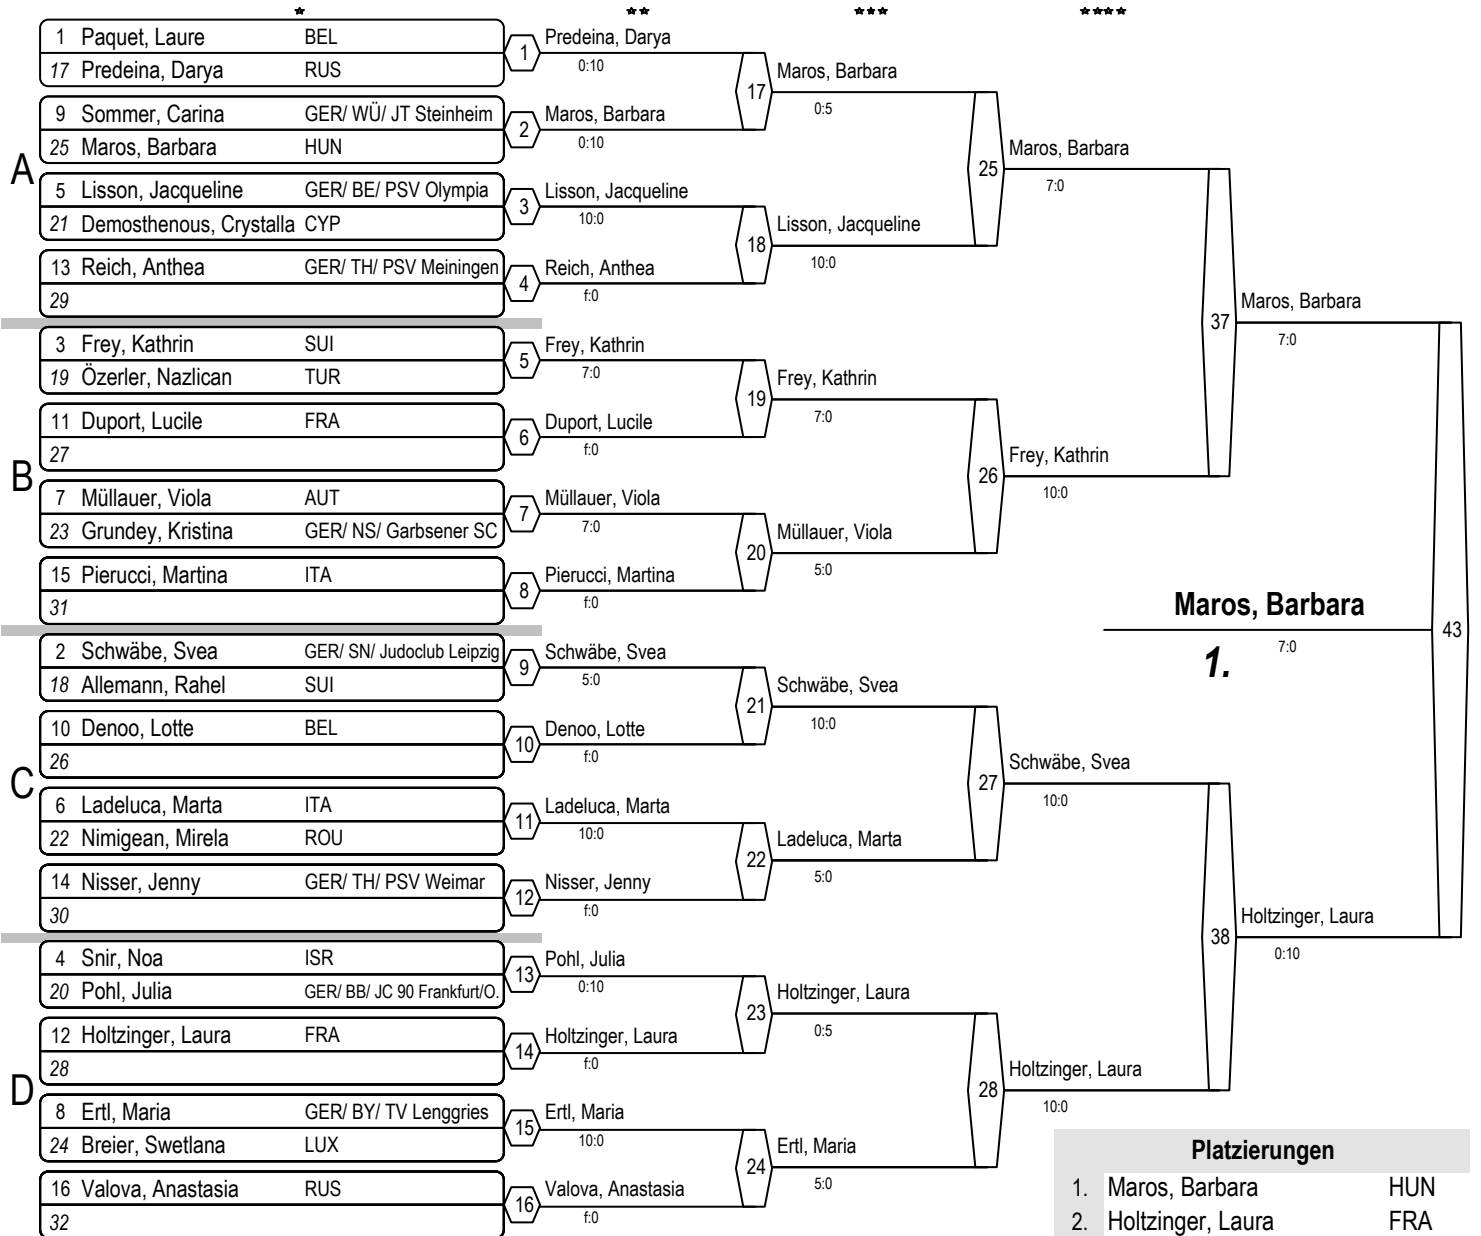 * ** *** ****
A
1 Paquet, Laure BEL
17 Predeina, Darya RUS
9 Sommer, Carina GER/ WÜ/ JT Steinheim
25 Maros, Barbara HUN
5 Lisson, Jacqueline GER/ BE/ PSV Olympia
21 Demosthenous, Crystalla CYP
13 Reich, Anthea GER/ TH/ PSV Meiningen
29
B
3 Frey, Kathrin SUI
19 Özerler, Nazlican TUR
11 Duport, Lucile FRA
27
7 Müllauer, Viola AUT
23 Grundey, Kristina GER/ NS/ Garbsener SC
15 Pierucci, Martina ITA
31
C
2 Schwäbe, Svea GER/ SN/ Judoclub Leipzig
18 Allemann, Rahel SUI
10 Denoo, Lotte BEL
26
6 Ladeluca, Marta ITA
22 Nimigean, Mirela ROU
14 Nisser, Jenny GER/ TH/ PSV Weimar
30
D
4 Snir, Noa ISR
20 Pohl, Julia GER/ BB/ JC 90 Frankfurt/O.
12 Holtzinger, Laura FRA
28
8 Ertl, Maria GER/ BY/ TV Lenggries
24 Breier, Swetlana LUX
16 Valova, Anastasia RUS
32
1 Predeina, Darya
0:10
2 Maros, Barbara
0:10
3 Lisson, Jacqueline
10:0
4 Reich, Anthea
f:0
5 Frey, Kathrin
7:0
6 Duport, Lucile
f:0
7 Müllauer, Viola
7:0
8 Pierucci, Martina
f:0
9 Schwäbe, Svea
5:0
10 Denoo, Lotte
f:0
11 Ladeluca, Marta
10:0
12 Nisser, Jenny
f:0
13 Pohl, Julia
0:10
14 Holtzinger, Laura
f:0
15 Ertl, Maria
10:0
16 Valova, Anastasia
f:0
17 Maros, Barbara
0:5
18 Lisson, Jacqueline
10:0
19 Frey, Kathrin
7:0
20 Müllauer, Viola
5:0
21 Schwäbe, Svea
10:0
22 Ladeluca, Marta
5:0
23 Holtzinger, Laura
0:5
24 Ertl, Maria
5:0
25 Maros, Barbara
7:0
26 Frey, Kathrin
10:0
27 Schwäbe, Svea
10:0
28 Holtzinger, Laura
10:0
37 Maros, Barbara
7:0
38 Holtzinger, Laura
0:10
43 Maros, Barbara
7:0
1.
Platzierungen
1. Maros, Barbara HUN
2. Holtzinger, Laura FRA